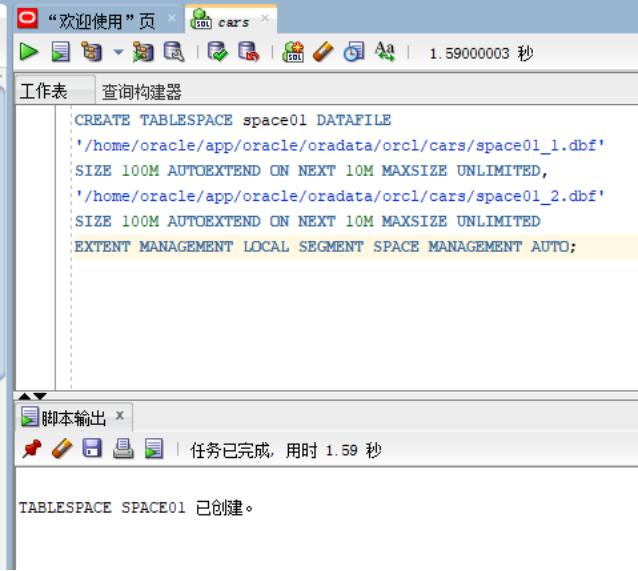 “欢迎使用”页
cars
1.59000003 秒
工作表
查询构建器
CREATE TABLESPACE space01 DATAFILE
'/home/oracle/app/oracle/oradata/orcl/cars/space01_1.dbf'
SIZE 100M AUTOEXTEND ON NEXT 10M MAXSIZE UNLIMITED,
'/home/oracle/app/oracle/oradata/orcl/cars/space01_2.dbf'
SIZE 100M AUTOEXTEND ON NEXT 10M MAXSIZE UNLIMITED
EXTENT MANAGEMENT LOCAL SEGMENT SPACE MANAGEMENT AUTO;
脚本输出
任务已完成, 用时 1.59 秒
TABLESPACE SPACE01 已创建。